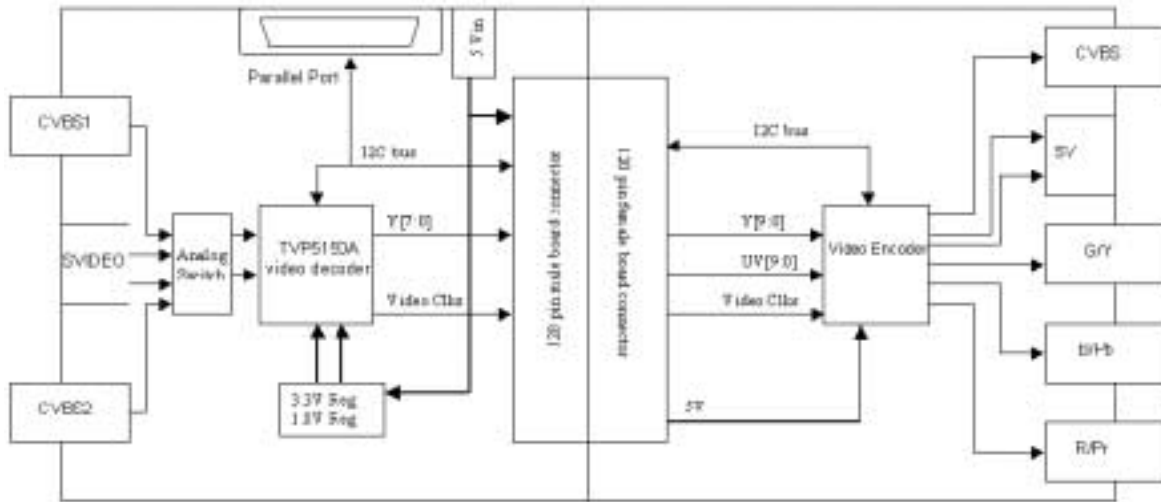 5 Vin
Parallel Port
CVBS
CVBS1
I2C bus
I2C bus
SV
120 pin male board connector
120 pin female board connector
Y[7:0]
Y[9:0]
SVIDEO
Analog
Switch
TVP5150A
video decoder
Video Encoder
G/Y
UV[9:0]
Video Clks
Video Clks
B/Pb
3.3V Reg
1.8V Reg
CVBS2
5V
R/Pr